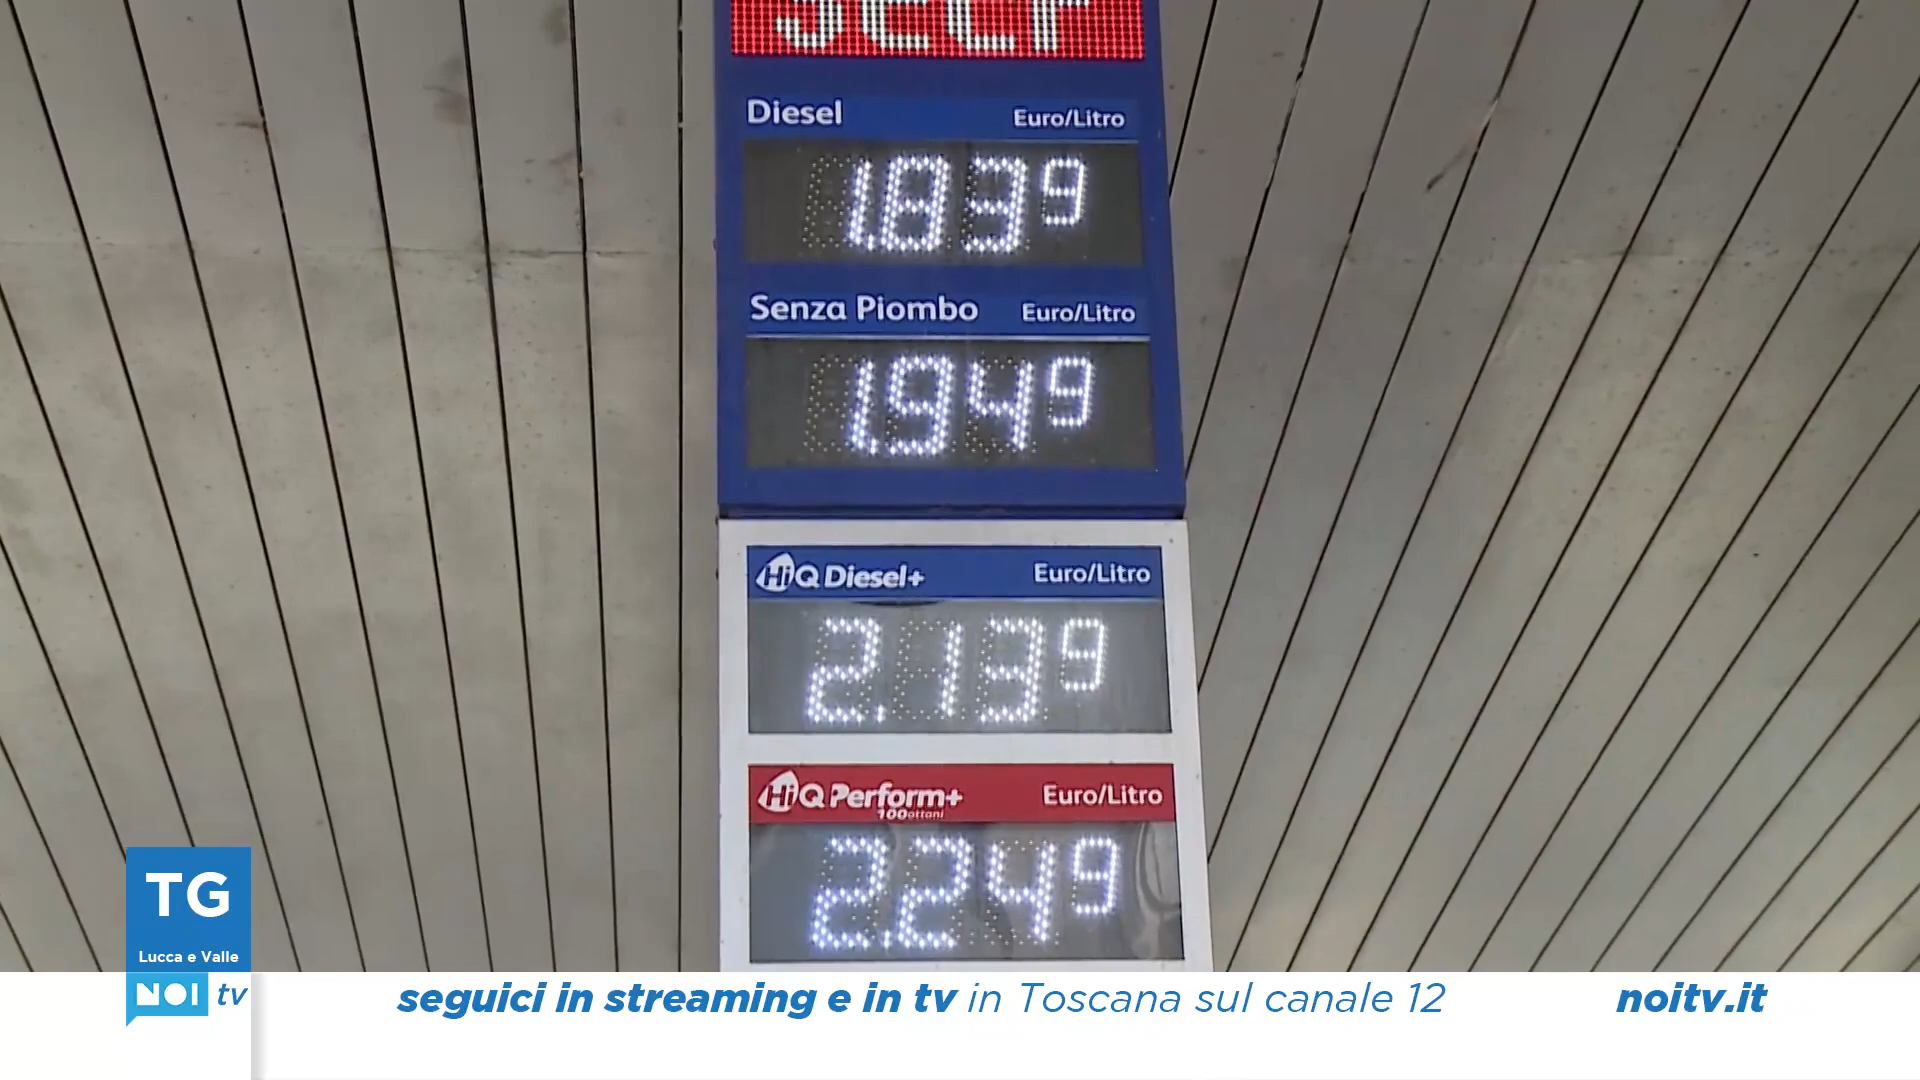 Self
Diesel Euro/Litro
1.839
Senza Piombo Euro/Litro
1.949
HiQ Diesel+ Euro/Litro
2.139
HiQ Perform+ Euro/Litro
100ottani
2.249
TG
Lucca e Valle
NOI tv
seguici in streaming e in tv in Toscana sul canale 12 noitv.it